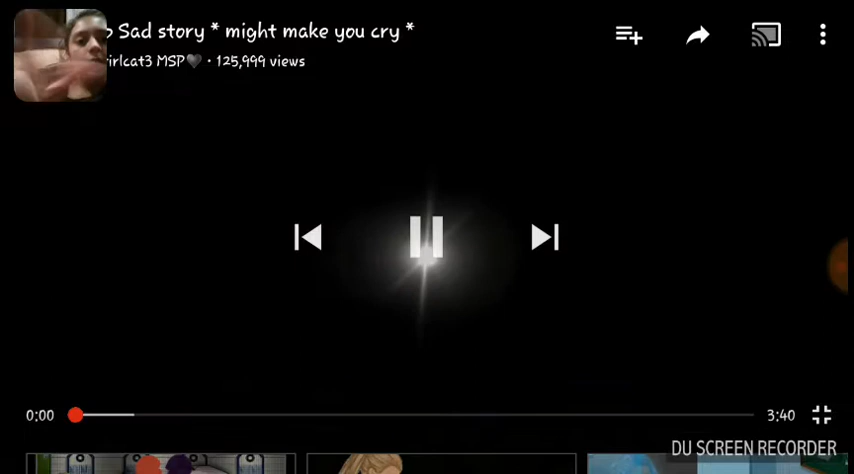 Sad story * might make you cry *
irlcat3 MSP🖤 · 125,999 views
0:00
3:40
DU SCREEN RECORDER